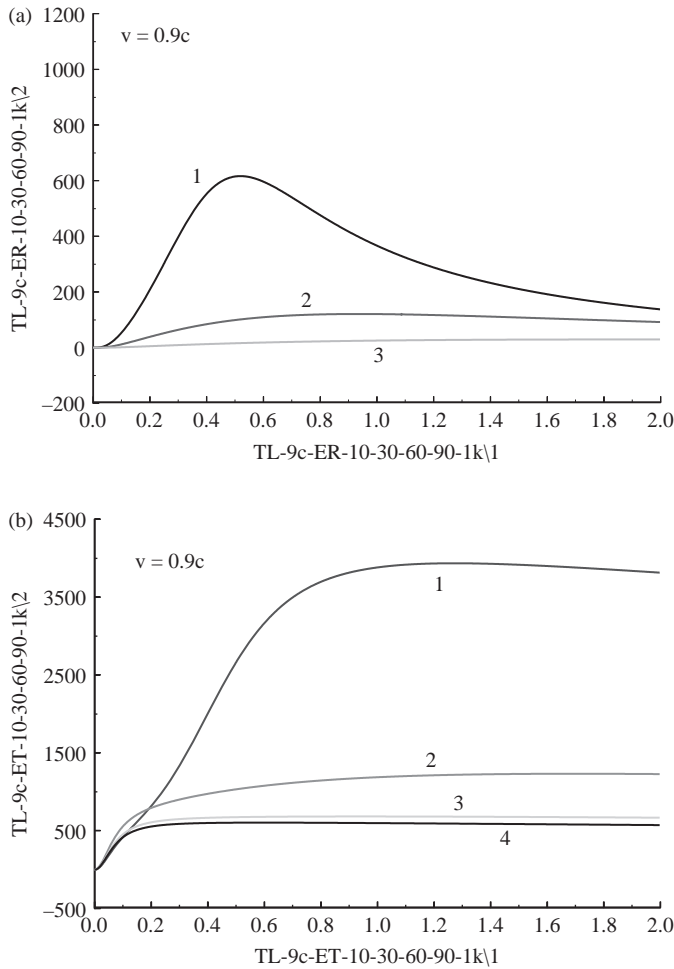 (a)
1200
1000
800
600
400
200
0
–200
v = 0.9c
1
2
3
TL-9c-ER-10-30-60-90-1k\2
0.0 0.2 0.4 0.6 0.8 1.0 1.2 1.4 1.6 1.8 2.0
TL-9c-ER-10-30-60-90-1k\1
(b)
4500
3500
2500
1500
500
–500
v = 0.9c
1
2
3
4
TL-9c-ET-10-30-60-90-1k\2
0.0 0.2 0.4 0.6 0.8 1.0 1.2 1.4 1.6 1.8 2.0
TL-9c-ET-10-30-60-90-1k\1